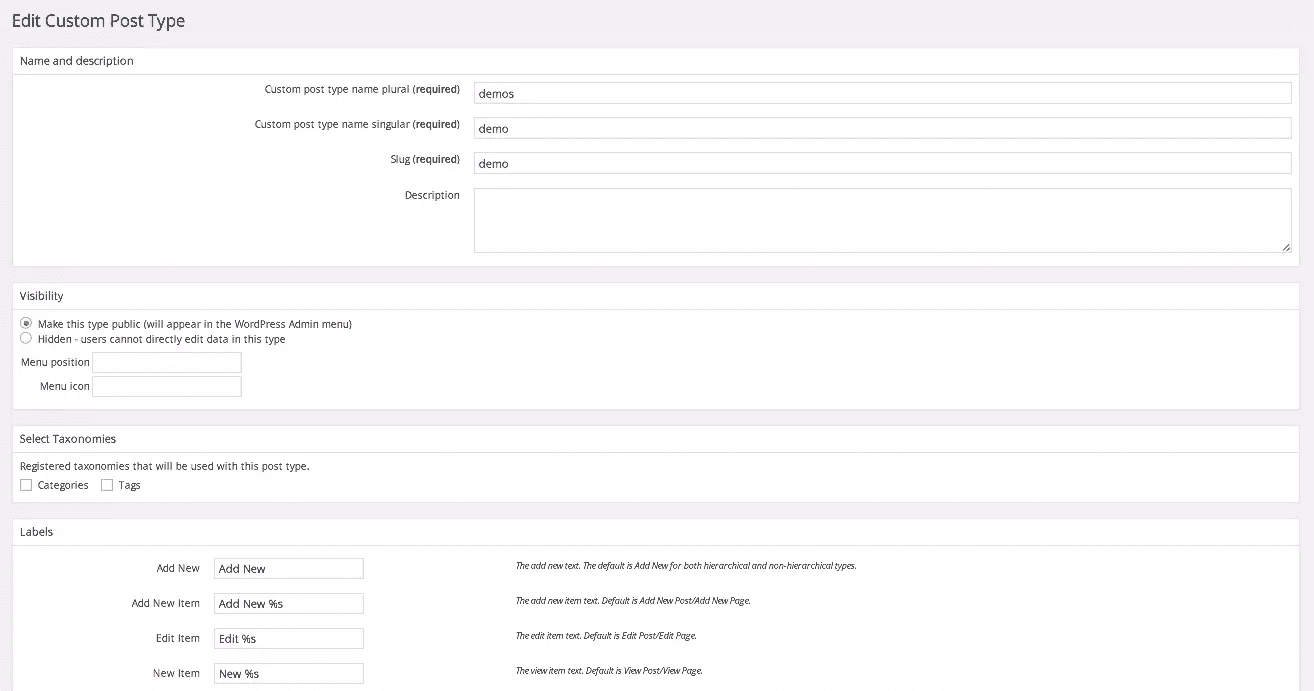 Edit Custom Post Type
Name and description
Custom post type name plural (required) demos
Custom post type name singular (required) demo
Slug (required) demo
Description
Visibility
Make this type public (will appear in the WordPress Admin menu)
Hidden - users cannot directly edit data in this type
Menu position
Menu icon
Select Taxonomies
Registered taxonomies that will be used with this post type.
Categories Tags
Labels
Add New Add New The add new text. The default is Add New for both hierarchical and non-hierarchical types.
Add New Item Add New %s The add new item text. Default is Add New Post/Add New Page.
Edit Item Edit %s The edit item text. Default is Edit Post/Edit Page.
New Item New %s The view item text. Default is View Post/View Page.